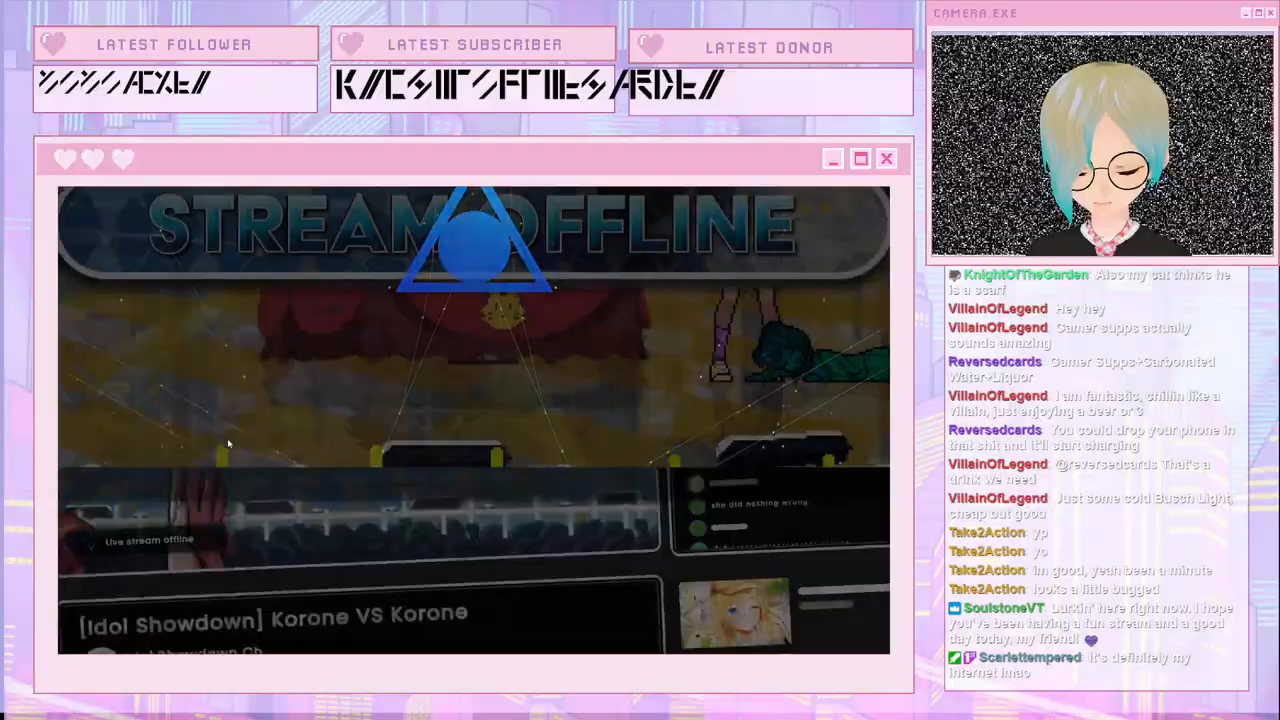 CAMERA.EXE
LATEST FOLLOWER
LATEST SUBSCRIBER
LATEST DONOR
STREAM OFFLINE
Live stream offline
she did nothing wrong
[Idol Showdown] Korone VS Korone
KnightOfTheGarden Also my cat thinks he
is a scarf
VillainOfLegend Hey hey
VillainOfLegend Gamer supps actually
sounds amazing
Reversedcards Gamer Supps+Carbonated
Water+Liquor
VillainOfLegend I am fantastic, chillin like a
villain, just enjoying a beer or 3
Reversedcards You could drop your phone in
that shit and it'll start charging
VillainOfLegend @reversedcards That's a
drink we need
VillainOfLegend Just some cold Busch Light,
cheap out good
Take2Action yp
Take2Action yo
Take2Action im good, yeah been a minute
Take2Action looks a little bugged
SoulstoneVT Lurkin' here right now. I hope
you've been having a fun stream and a good
day today, my friend!
Scarlettempered It's definitely my
internet lmao